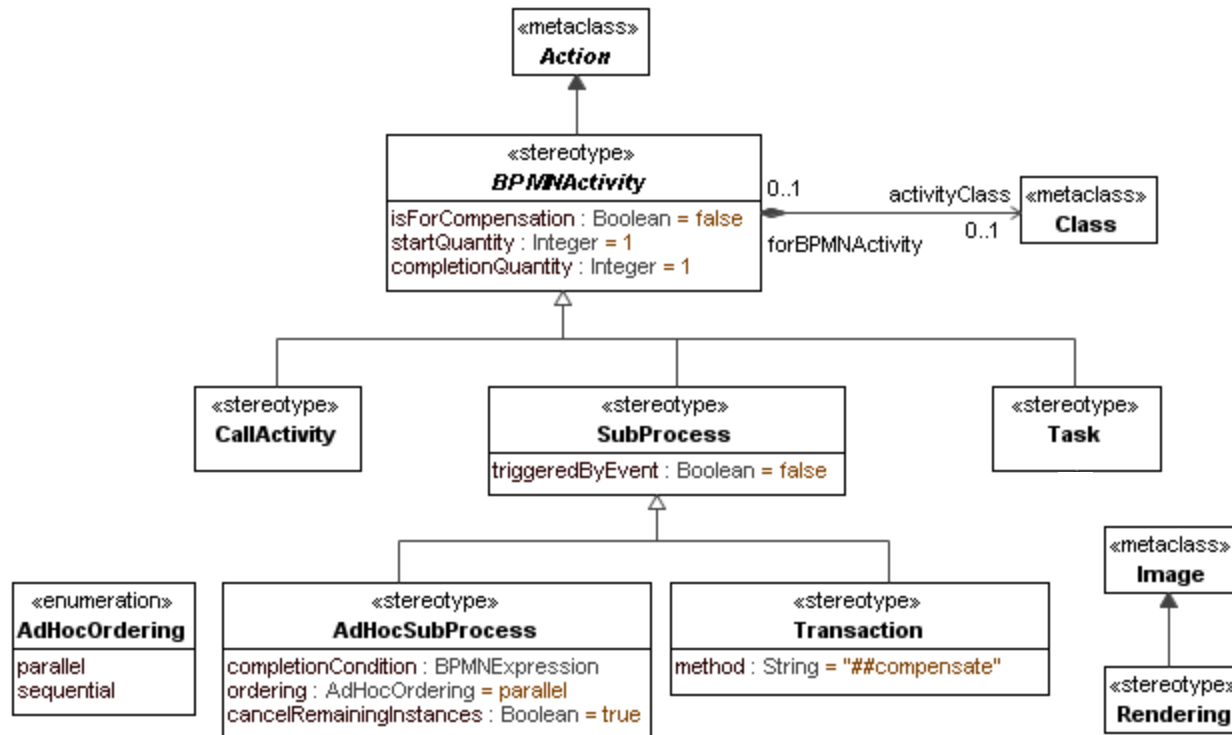 «metaclass»
Action
«stereotype»
BPMNActivity
isForCompensation : Boolean = false
startQuantity : Integer = 1
completionQuantity : Integer = 1
0..1
activityClass
forBPMNActivity
0..1
«metaclass»
Class
«stereotype»
CallActivity
«stereotype»
SubProcess
triggeredByEvent : Boolean = false
«stereotype»
Task
«enumeration»
AdHocOrdering
parallel
sequential
«stereotype»
AdHocSubProcess
completionCondition : BPMNExpression
ordering : AdHocOrdering = parallel
cancelRemainingInstances : Boolean = true
«stereotype»
Transaction
method : String = "##compensate"
«metaclass»
Image
«stereotype»
Rendering